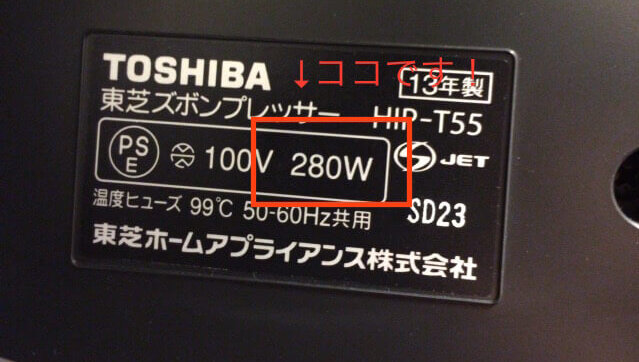 ↓ココです！
TOSHIBA 13年製
東芝ズボンプレッサー HIP-T55
PS E 100V 280W JET
温度ヒューズ 99℃ 50-60Hz共用 SD23
東芝ホームアプライアンス株式会社